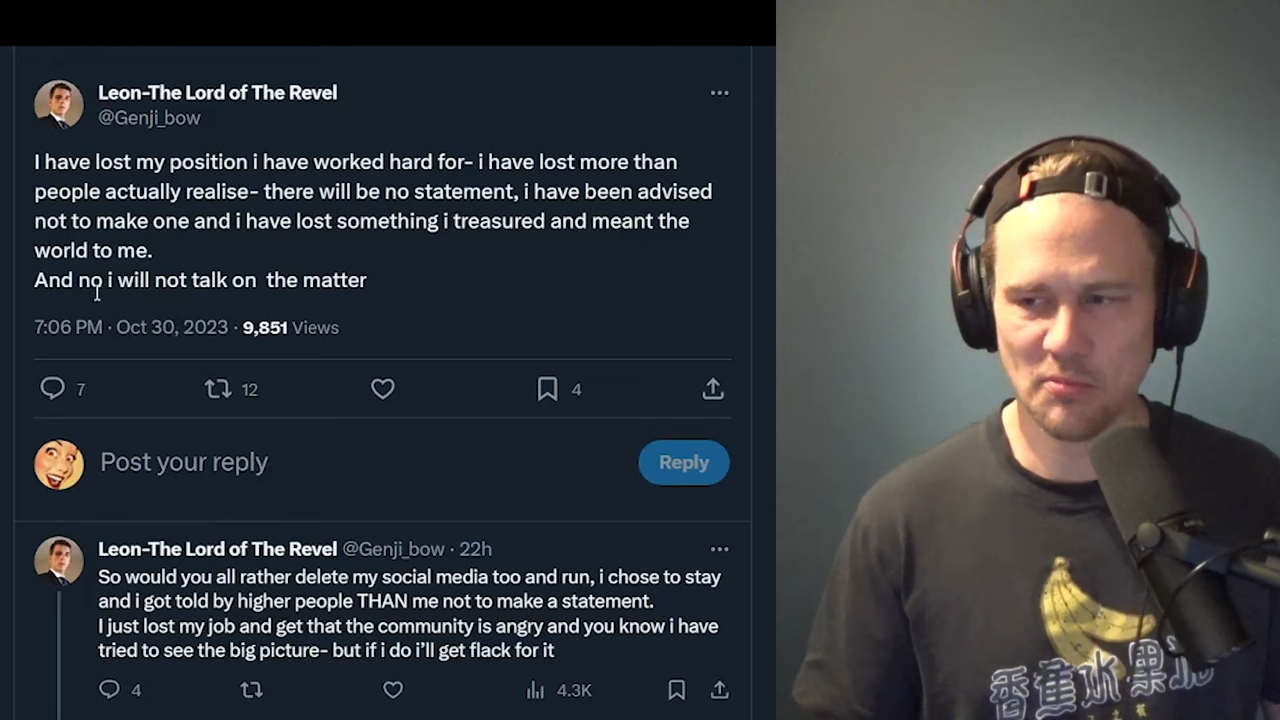 Leon-The Lord of The Revel
@Genji_bow
I have lost my position i have worked hard for- i have lost more than
people actually realise- there will be no statement, i have been advised
not to make one and i have lost something i treasured and meant the
world to me.
And no i will not talk on  the matter
7:06 PM · Oct 30, 2023 · 9,851 Views
7
12
4
Post your reply
Reply
Leon-The Lord of The Revel @Genji_bow · 22h
So would you all rather delete my social media too and run, i chose to stay
and i got told by higher people THAN me not to make a statement.
I just lost my job and get that the community is angry and you know i have
tried to see the big picture- but if i do i'll get flack for it
4
4.3K
香蕉水果